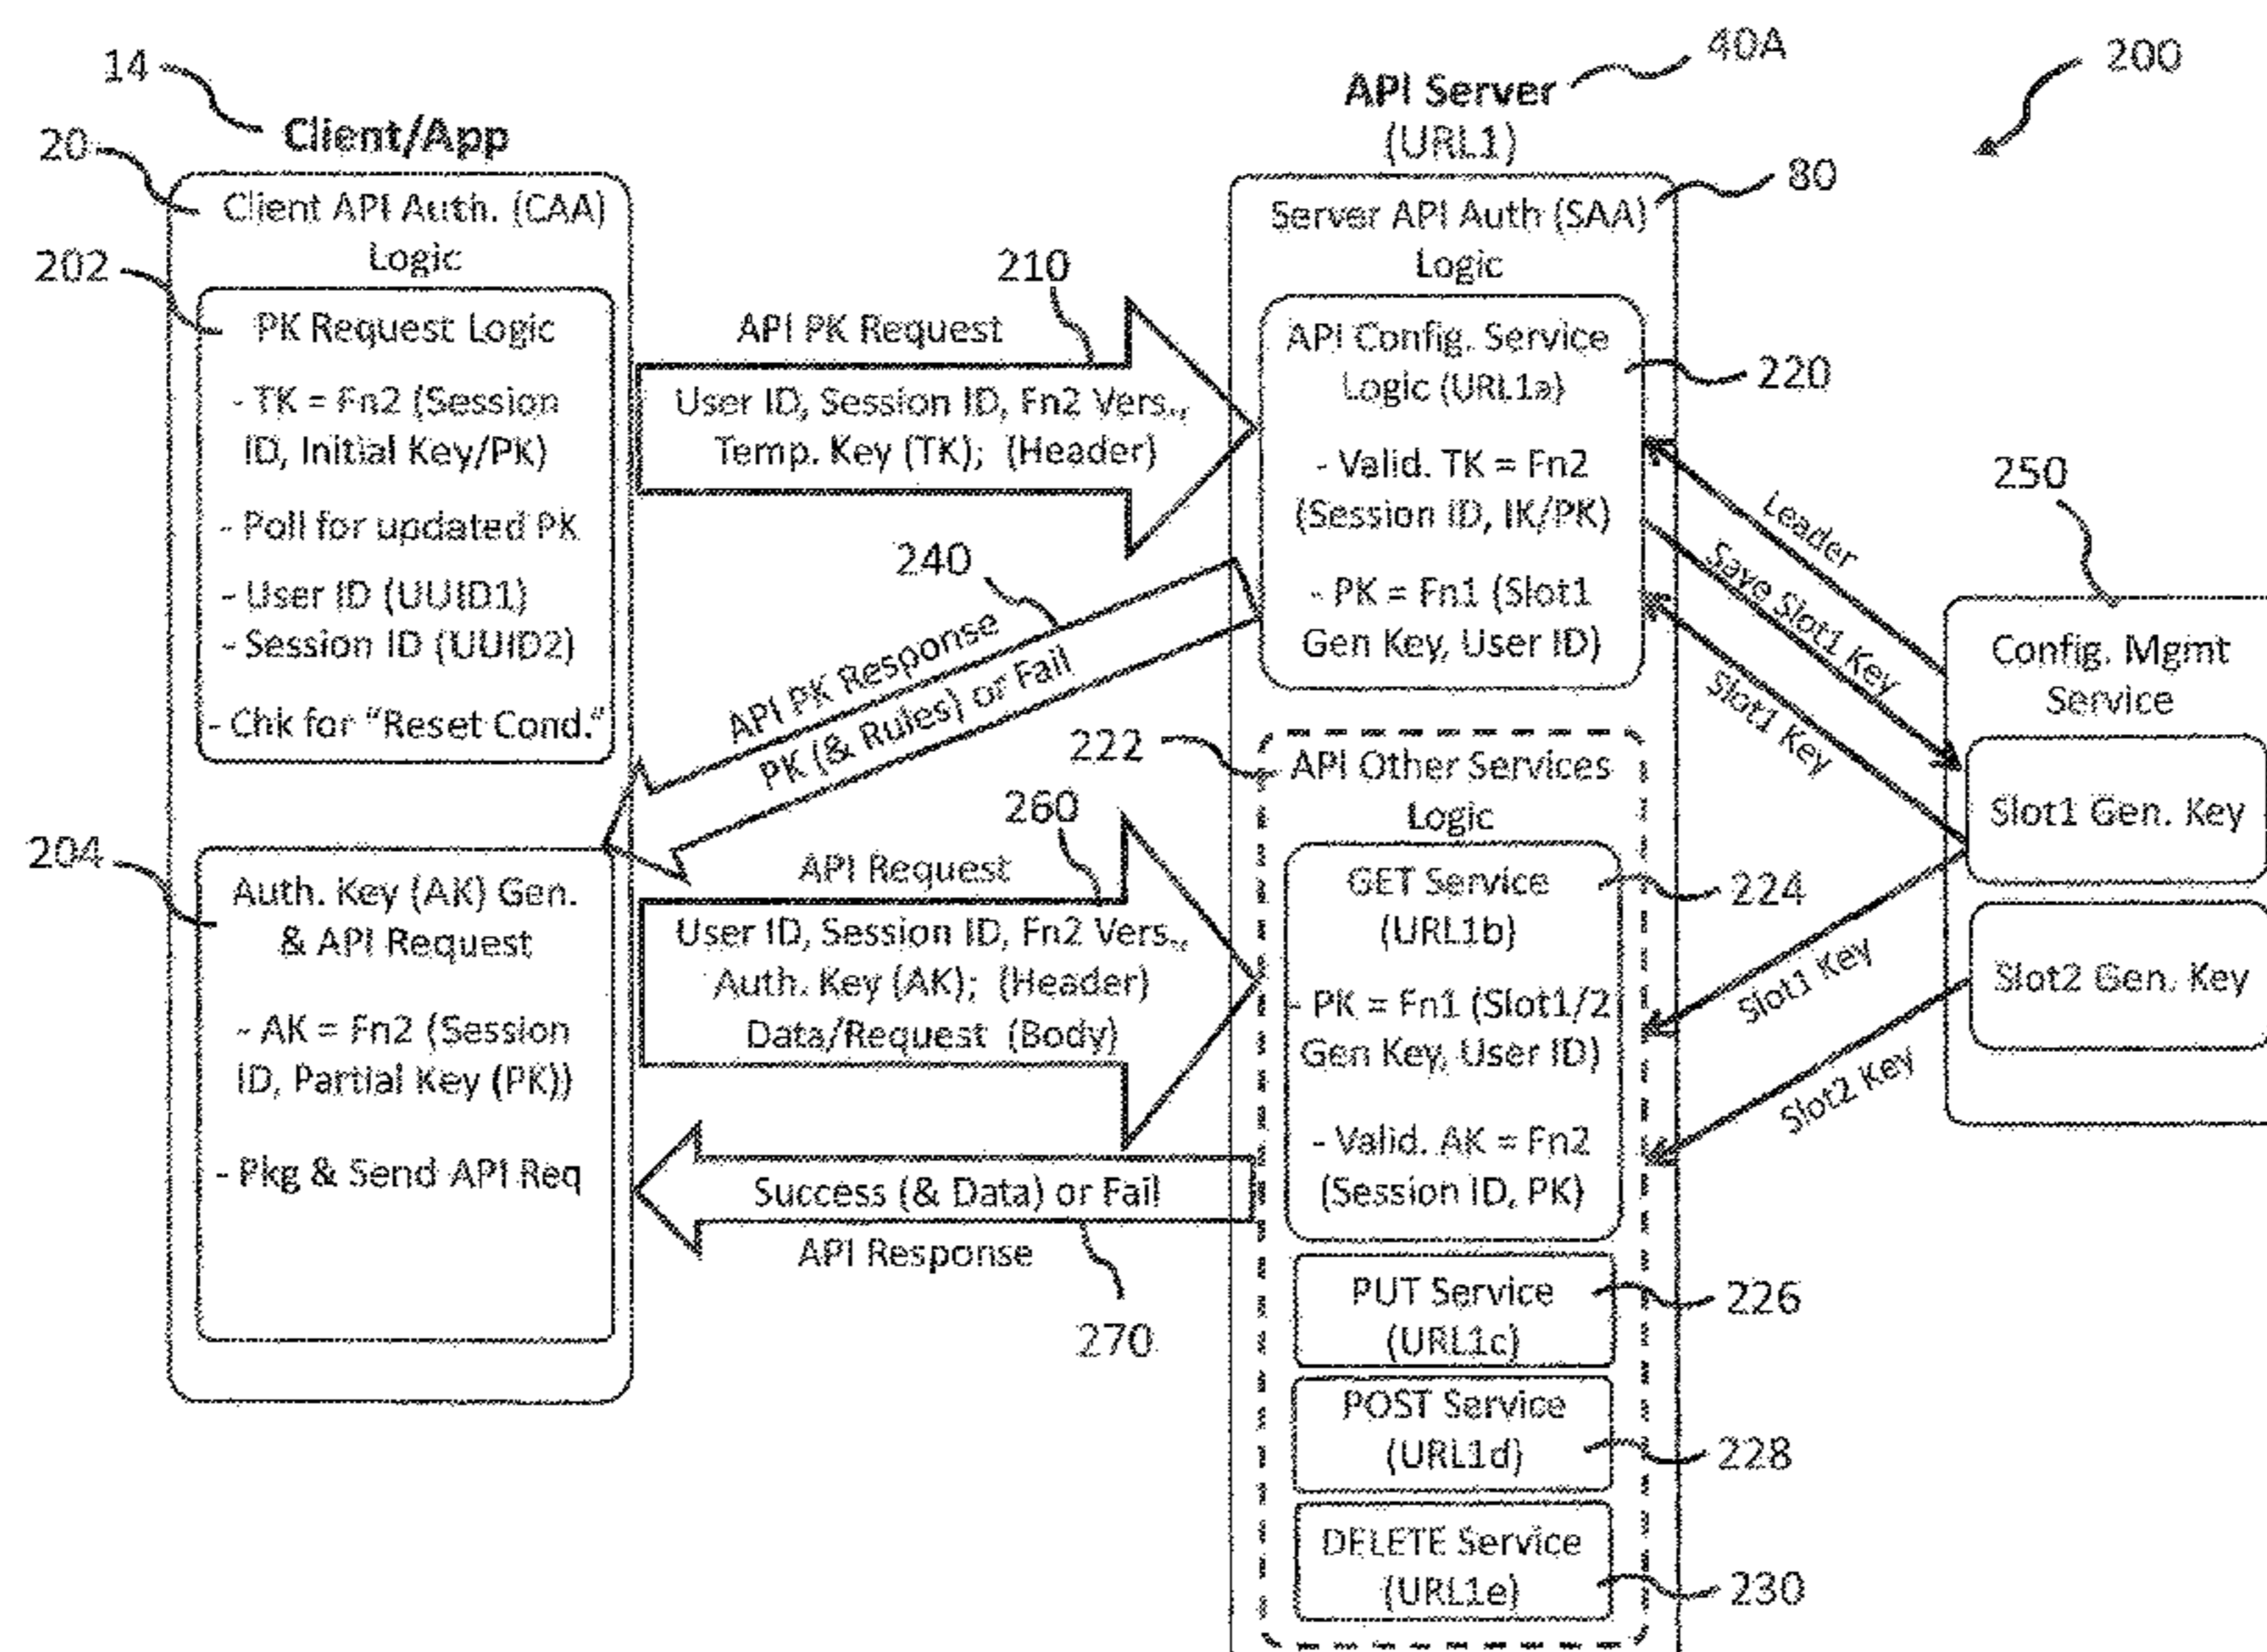 14
Client/App
20
Client API Auth. (CAA)
Logic
202
PK Request Logic
- TK = Fn2 (Session
ID, Initial Key/PK)
- Poll for updated PK
- User ID (UUID1)
- Session ID (UUID2)
- Chk for "Reset Cond."
204
Auth. Key (AK) Gen.
& API Request
- AK = Fn2 (Session
ID, Partial Key (PK))
- Pkg & Send API Req
210
API PK Request
User ID, Session ID, Fn2 Vers.,
Temp. Key (TK); (Header)
240
API PK Response
PK (& Rules) or Fail
260
API Request
User ID, Session ID, Fn2 Vers.,
Auth. Key (AK); (Header)
Data/Request (Body)
Success (& Data) or Fail
API Response
270
40A
API Server
(URL1)
80
Server API Auth (SAA)
Logic
API Config. Service
Logic (URL1a)
220
- Valid. TK = Fn2
(Session ID, IK/PK)
- PK = Fn1 (Slot1
Gen Key, User ID)
222
API Other Services
Logic
GET Service
(URL1b)
224
- PK = Fn1 (Slot1/2
Gen Key, User ID)
- Valid. AK = Fn2
(Session ID, PK)
PUT Service
(URL1c)
226
POST Service
(URL1d)
228
DELETE Service
(URL1e)
230
200
Leader
Save Slot1 Key
Slot1 Key
Slot1 Key
Slot2 Key
250
Config. Mgmt
Service
Slot1 Gen. Key
Slot2 Gen. Key